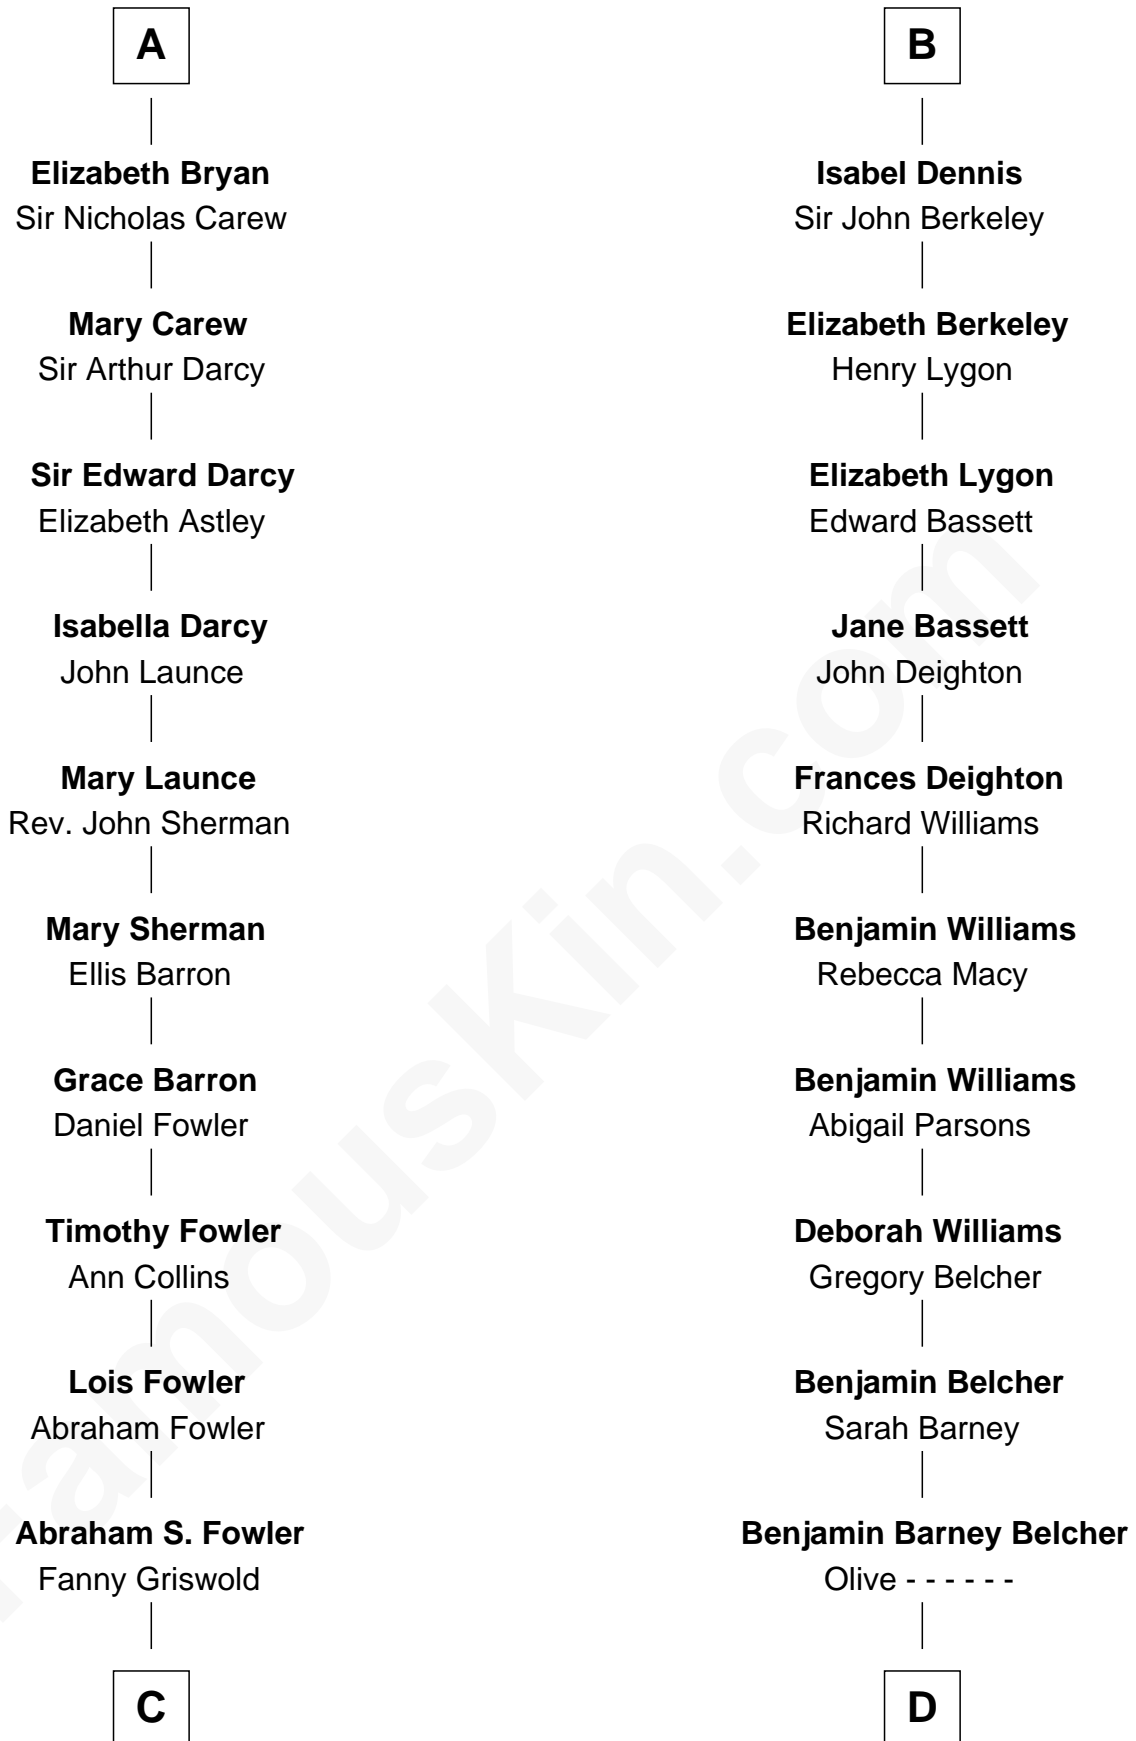 A
Elizabeth Bryan
Sir Nicholas Carew
Mary Carew
Sir Arthur Darcy
Sir Edward Darcy
Elizabeth Astley
Isabella Darcy
John Launce
Mary Launce
Rev. John Sherman
Mary Sherman
Ellis Barron
Grace Barron
Daniel Fowler
Timothy Fowler
Ann Collins
Lois Fowler
Abraham Fowler
Abraham S. Fowler
Fanny Griswold
C
B
Isabel Dennis
Sir John Berkeley
Elizabeth Berkeley
Henry Lygon
Elizabeth Lygon
Edward Bassett
Jane Bassett
John Deighton
Frances Deighton
Richard Williams
Benjamin Williams
Rebecca Macy
Benjamin Williams
Abigail Parsons
Deborah Williams
Gregory Belcher
Benjamin Belcher
Sarah Barney
Benjamin Barney Belcher
Olive - - - - - -
D
FamousKin.com